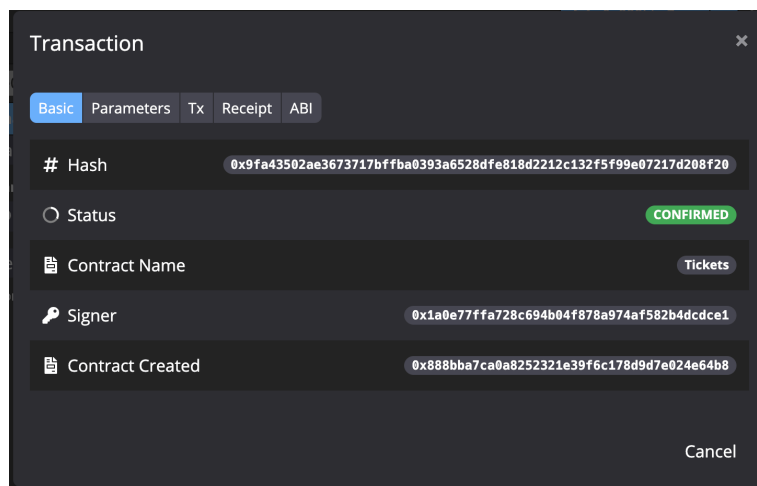 Transaction
×
Basic Parameters Tx Receipt ABI
# Hash 0x9fa43502ae3673717bffba0393a6528dfe818d2212c132f5f99e07217d208f20
Status CONFIRMED
Contract Name Tickets
Signer 0x1a0e77ffa728c694b04f878a974af582b4dcdce1
Contract Created 0x888bba7ca0a8252321e39f6c178d9d7e024e64b8
Cancel